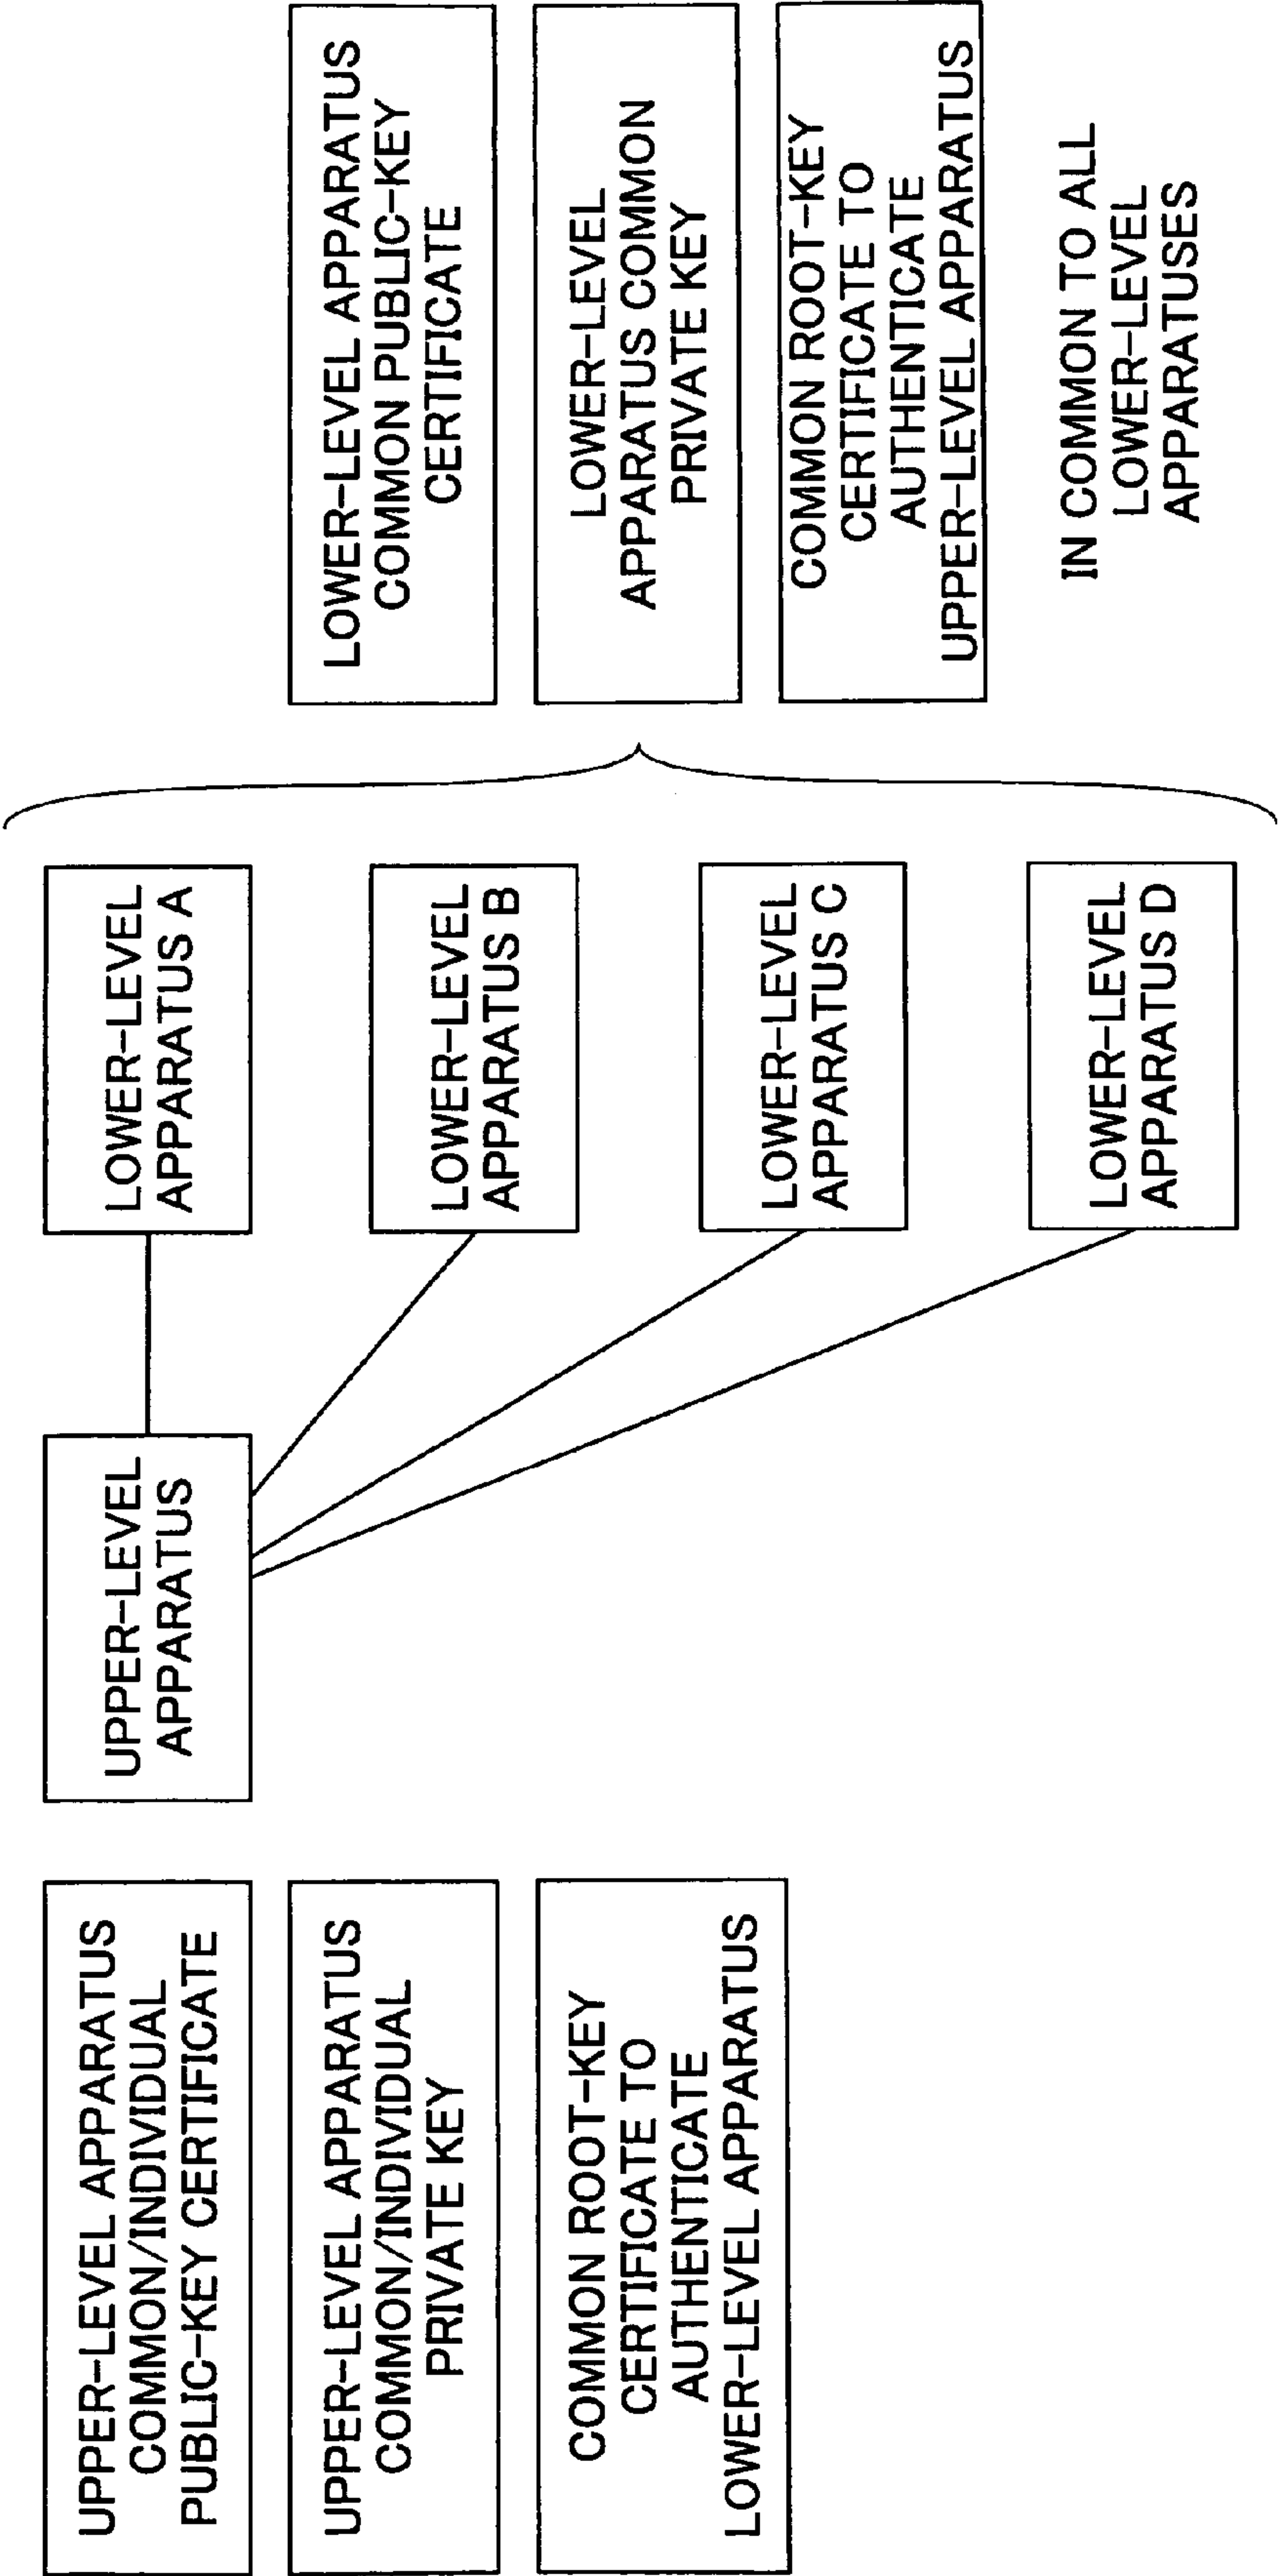 UPPER-LEVEL APPARATUS
COMMON/INDIVIDUAL
PUBLIC-KEY CERTIFICATE
UPPER-LEVEL APPARATUS
COMMON/INDIVIDUAL
PRIVATE KEY
COMMON ROOT-KEY
CERTIFICATE TO
AUTHENTICATE
LOWER-LEVEL APPARATUS
UPPER-LEVEL
APPARATUS
LOWER-LEVEL
APPARATUS A
LOWER-LEVEL
APPARATUS B
LOWER-LEVEL
APPARATUS C
LOWER-LEVEL
APPARATUS D
LOWER-LEVEL APPARATUS
COMMON PUBLIC-KEY
CERTIFICATE
LOWER-LEVEL
APPARATUS COMMON
PRIVATE KEY
COMMON ROOT-KEY
CERTIFICATE TO
AUTHENTICATE
UPPER-LEVEL APPARATUS
IN COMMON TO ALL
LOWER-LEVEL
APPARATUSES